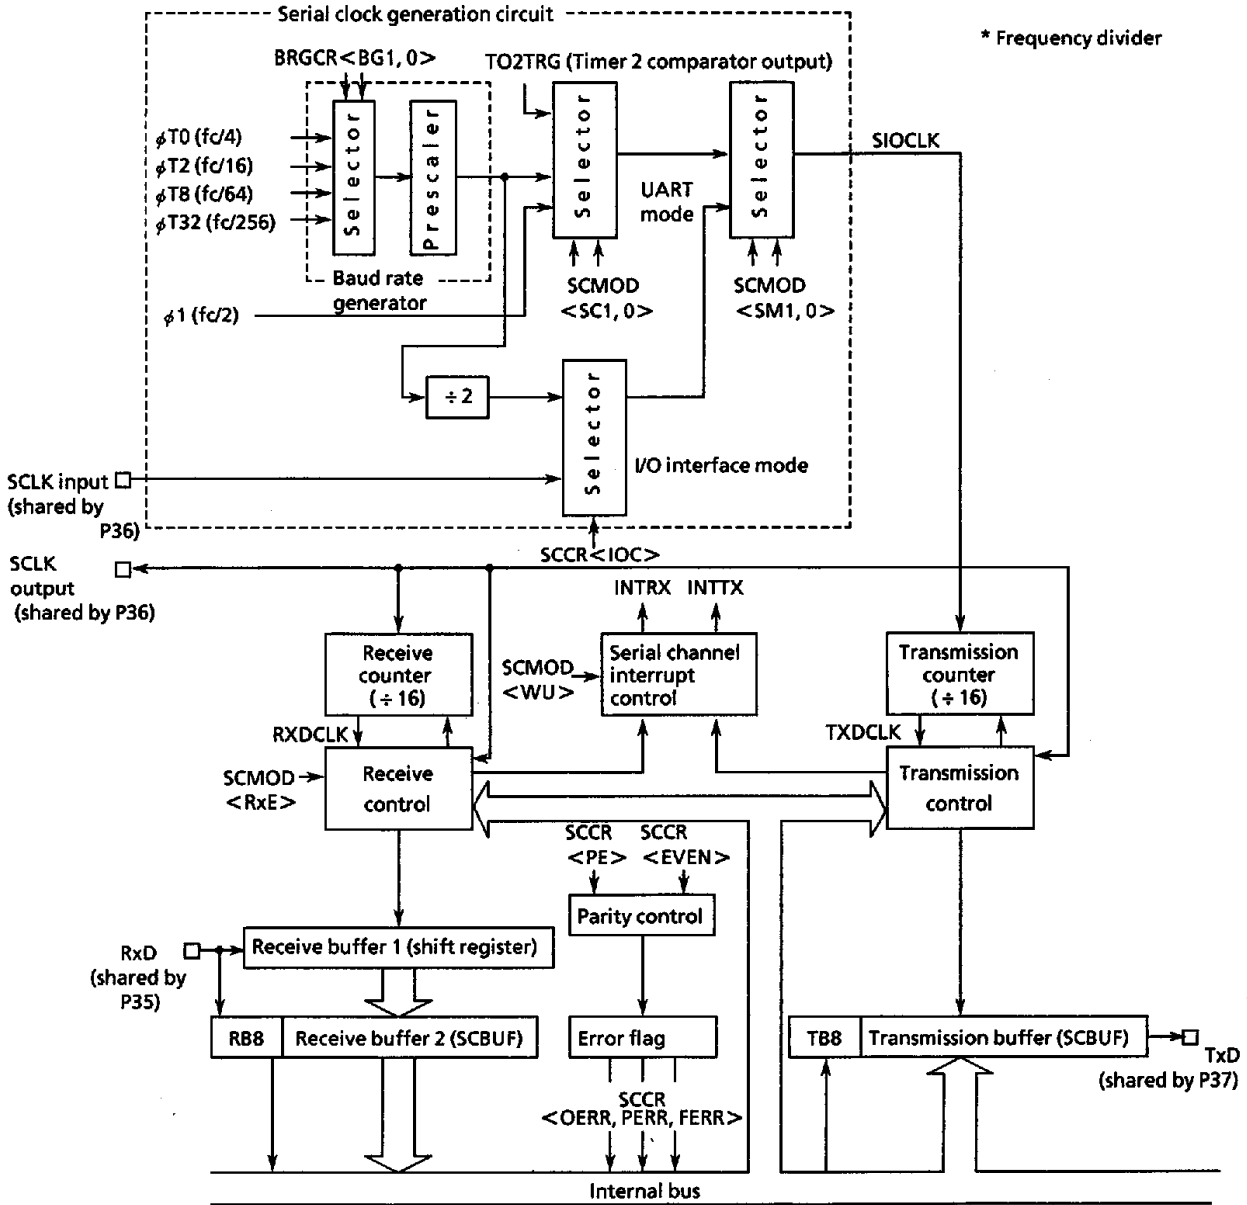 Serial clock generation circuit
* Frequency divider
BRGCR<BG1, 0>
TO2TRG (Timer 2 comparator output)
φT0 (fc/4)
φT2 (fc/16)
φT8 (fc/64)
φT32 (fc/256)
Selector
Prescaler
Selector
Selector
SIOCLK
UART
mode
Baud rate
generator
SCMOD
<SC1, 0>
SCMOD
<SM1, 0>
φ1 (fc/2)
÷ 2
Selector
I/O interface mode
SCLK input
(shared by
P36)
SCCR<IOC>
SCLK
output
(shared by P36)
INTRX
INTTX
Receive
counter
(÷ 16)
SCMOD
<WU>
Serial channel
interrupt
control
Transmission
counter
(÷ 16)
RXDCLK
TXDCLK
SCMOD
<RxE>
Receive
control
Transmission
control
SCCR
<PE>
SCCR
<EVEN>
Parity control
RxD
(shared by
P35)
Receive buffer 1 (shift register)
RB8
Receive buffer 2 (SCBUF)
Error flag
TB8
Transmission buffer (SCBUF)
TxD
(shared by P37)
SCCR
<OERR, PERR, FERR>
Internal bus